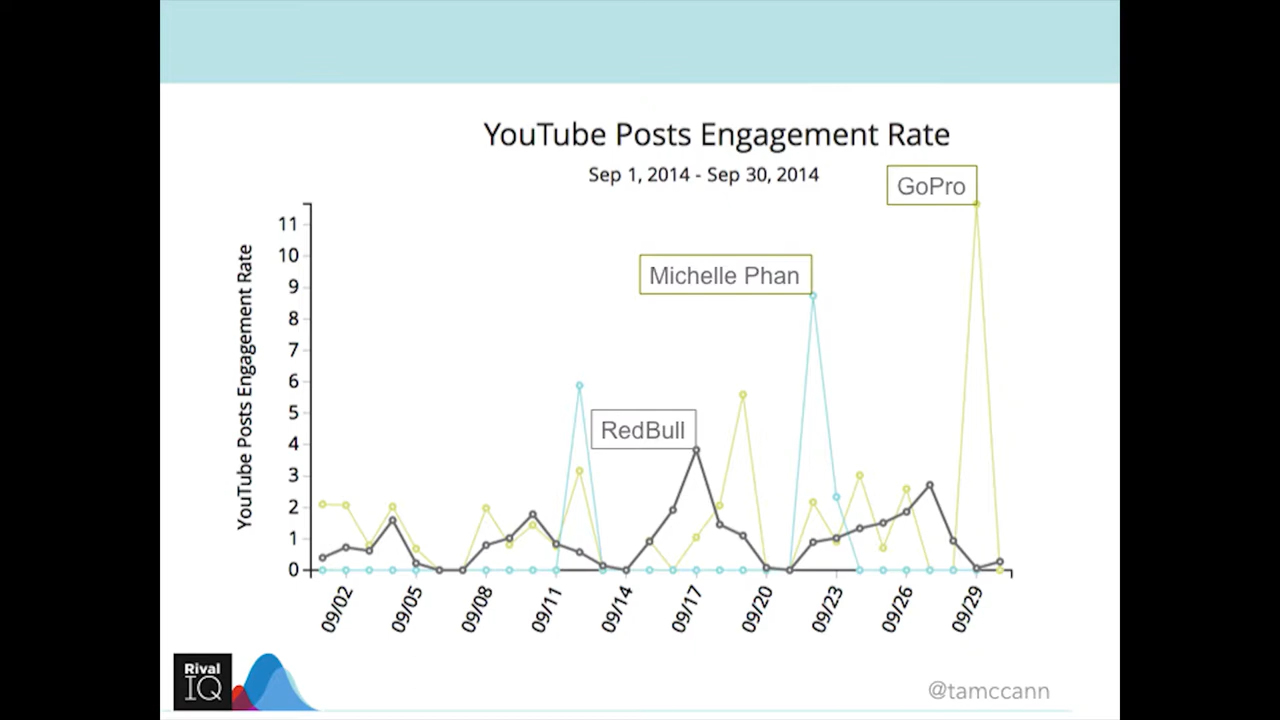 YouTube Posts Engagement Rate
Sep 1, 2014 - Sep 30, 2014
GoPro
Michelle Phan
RedBull
YouTube Posts Engagement Rate
11
10
9
8
7
6
5
4
3
2
1
0
09/02 09/05 09/08 09/11 09/14 09/17 09/20 09/23 09/26 09/29
Rival
IQ
@tamccann